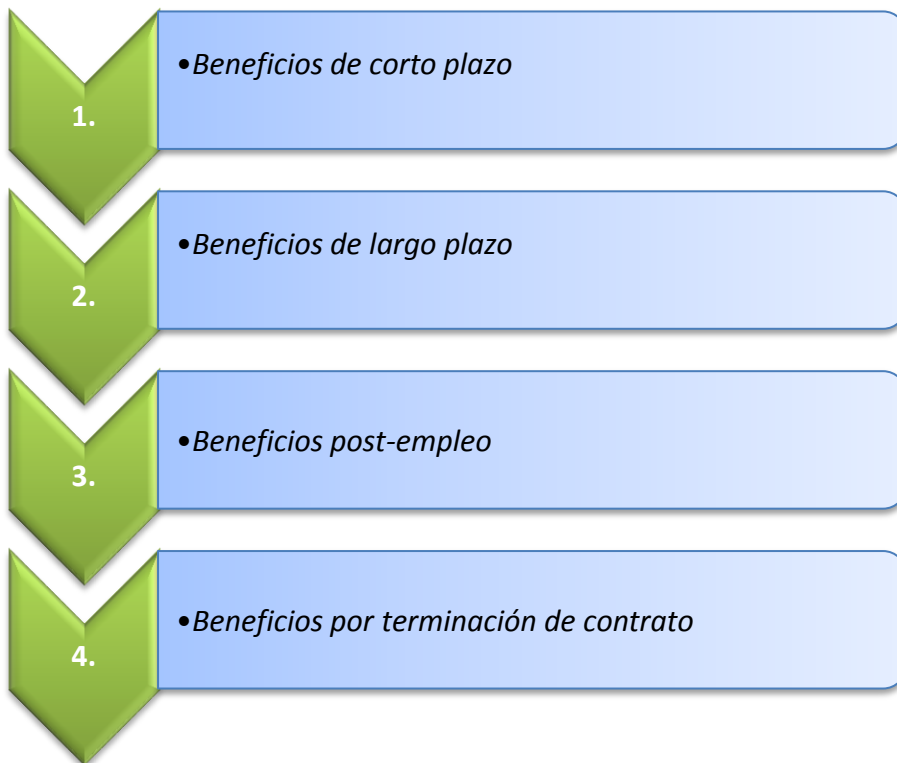 1.
•Beneficios de corto plazo
2.
•Beneficios de largo plazo
3.
•Beneficios post-empleo
4.
•Beneficios por terminación de contrato